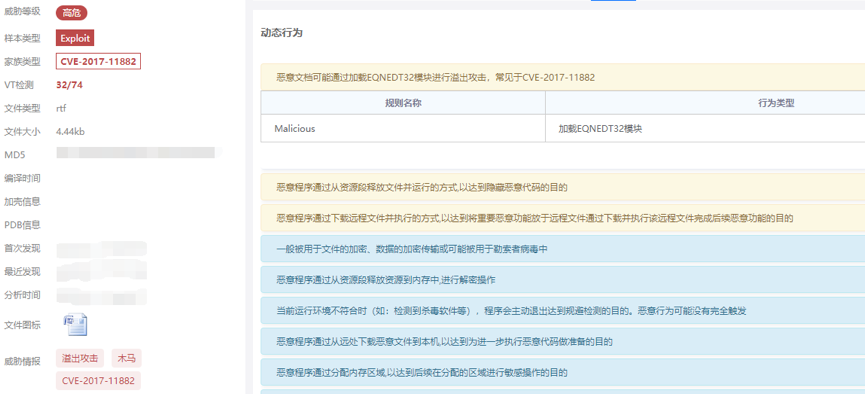 威胁等级 高危
样本类型 Exploit
家族类型 CVE-2017-11882
VT检测 32/74
文件类型 rtf
文件大小 4.44kb
MD5
编译时间
加壳信息
PDB信息
首次发现
最近发现
分析时间
文件图标
威胁情报 溢出攻击 木马
CVE-2017-11882
动态行为
恶意文档可能通过加载EQNEDT32模块进行溢出攻击，常见于CVE-2017-11882
规则名称 行为类型
Malicious 加载EQNEDT32模块
恶意程序通过从资源段释放文件并运行的方式,以达到隐藏恶意代码的目的
恶意程序通过下载远程文件并执行的方式,以达到将重要恶意功能放于远程文件通过下载并执行该远程文件完成后续恶意功能的目的
一般被用于文件的加密、数据的加密传输或可能被用于勒索者病毒中
恶意程序通过从资源段释放资源到内存中,进行解密操作
当前运行环境不符合时（如：检测到杀毒软件等），程序会主动退出达到规避检测的目的。恶意行为可能没有完全触发
恶意程序通过从远处下载恶意文件到本机,以达到为进一步执行恶意代码做准备的目的
恶意程序通过分配内存区域,以达到后续在分配的区域进行敏感操作的目的